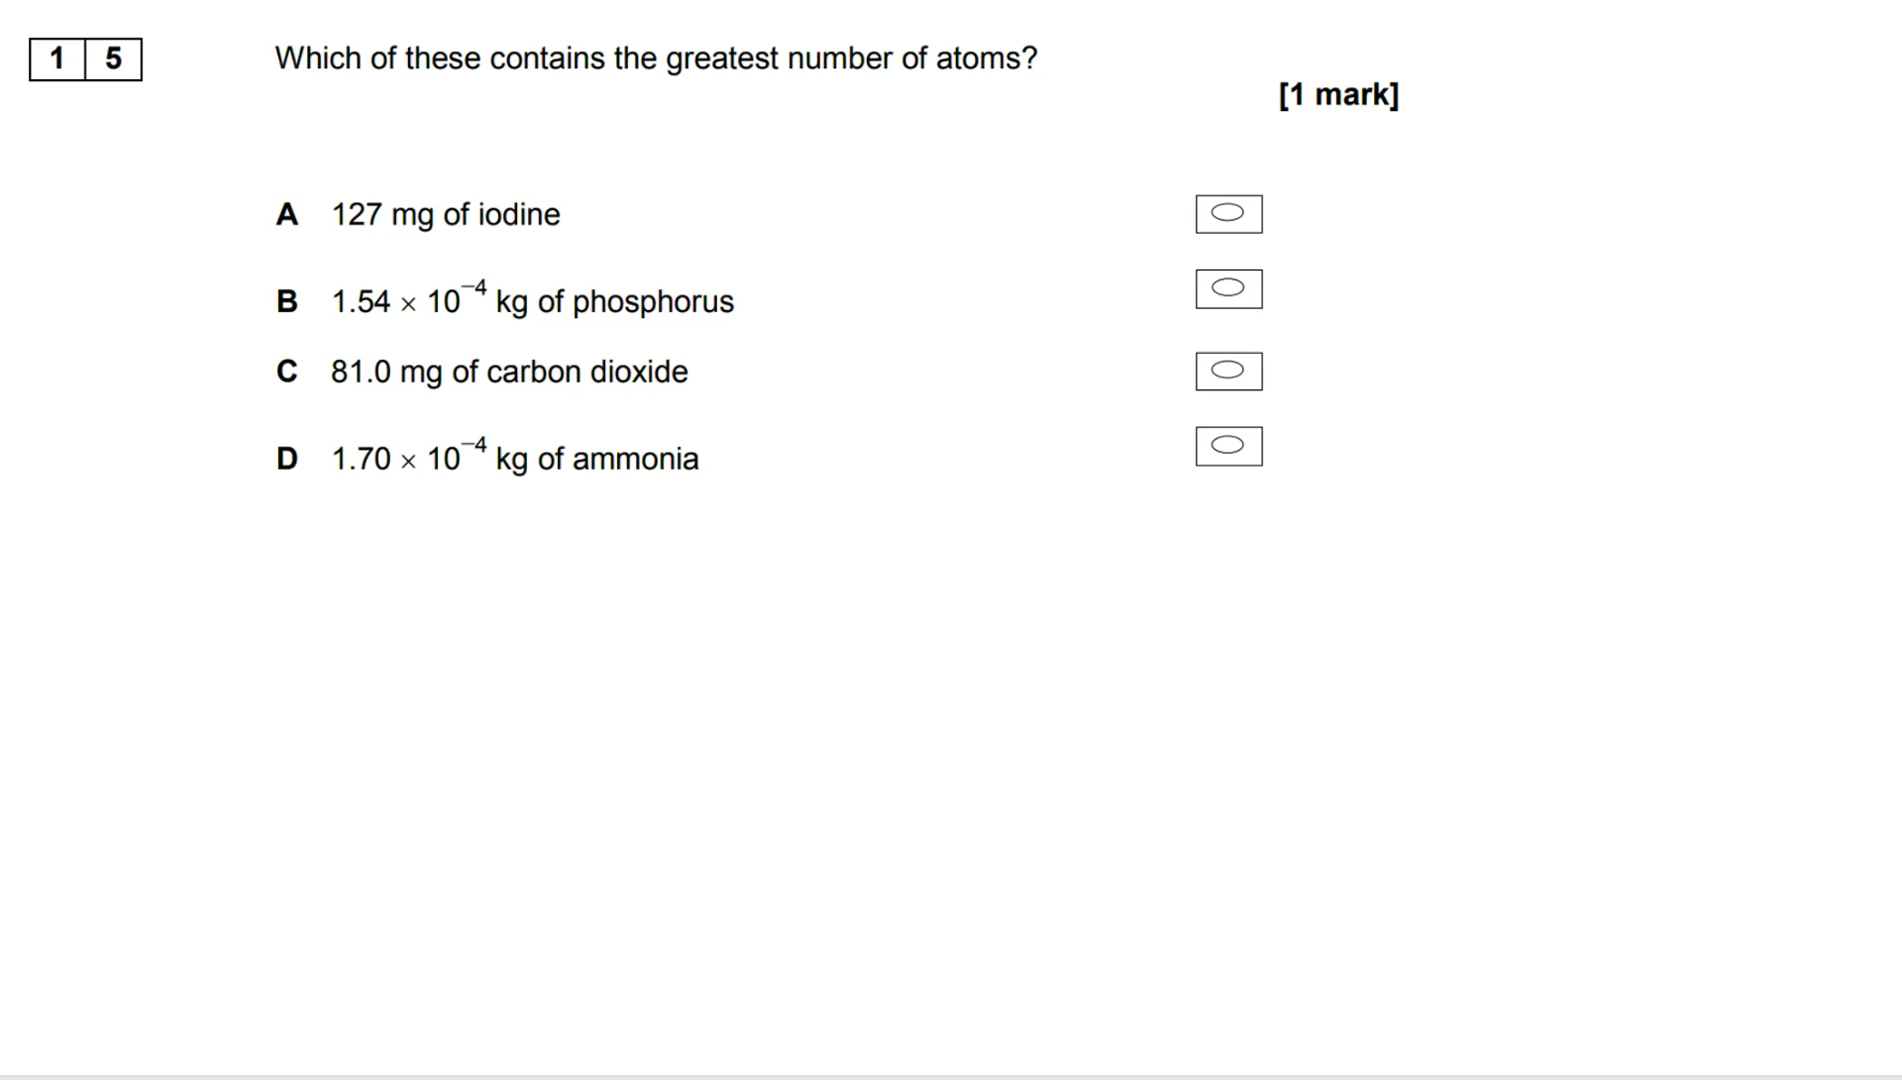 1 5 Which of these contains the greatest number of atoms?
[1 mark]
A 127 mg of iodine
B 1.54 × 10⁻⁴ kg of phosphorus
C 81.0 mg of carbon dioxide
D 1.70 × 10⁻⁴ kg of ammonia